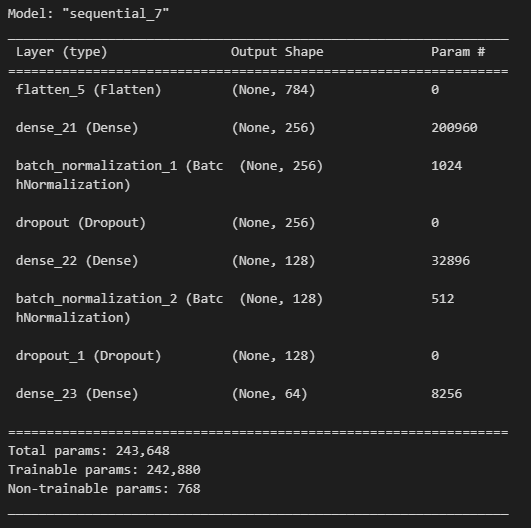 Model: "sequential_7"
_________________________________________________________________
Layer (type) Output Shape Param #
=================================================================
flatten_5 (Flatten) (None, 784) 0
dense_21 (Dense) (None, 256) 200960
batch_normalization_1 (Batc (None, 256) 1024
hNormalization)
dropout (Dropout) (None, 256) 0
dense_22 (Dense) (None, 128) 32896
batch_normalization_2 (Batc (None, 128) 512
hNormalization)
dropout_1 (Dropout) (None, 128) 0
dense_23 (Dense) (None, 64) 8256
=================================================================
Total params: 243,648
Trainable params: 242,880
Non-trainable params: 768
_________________________________________________________________